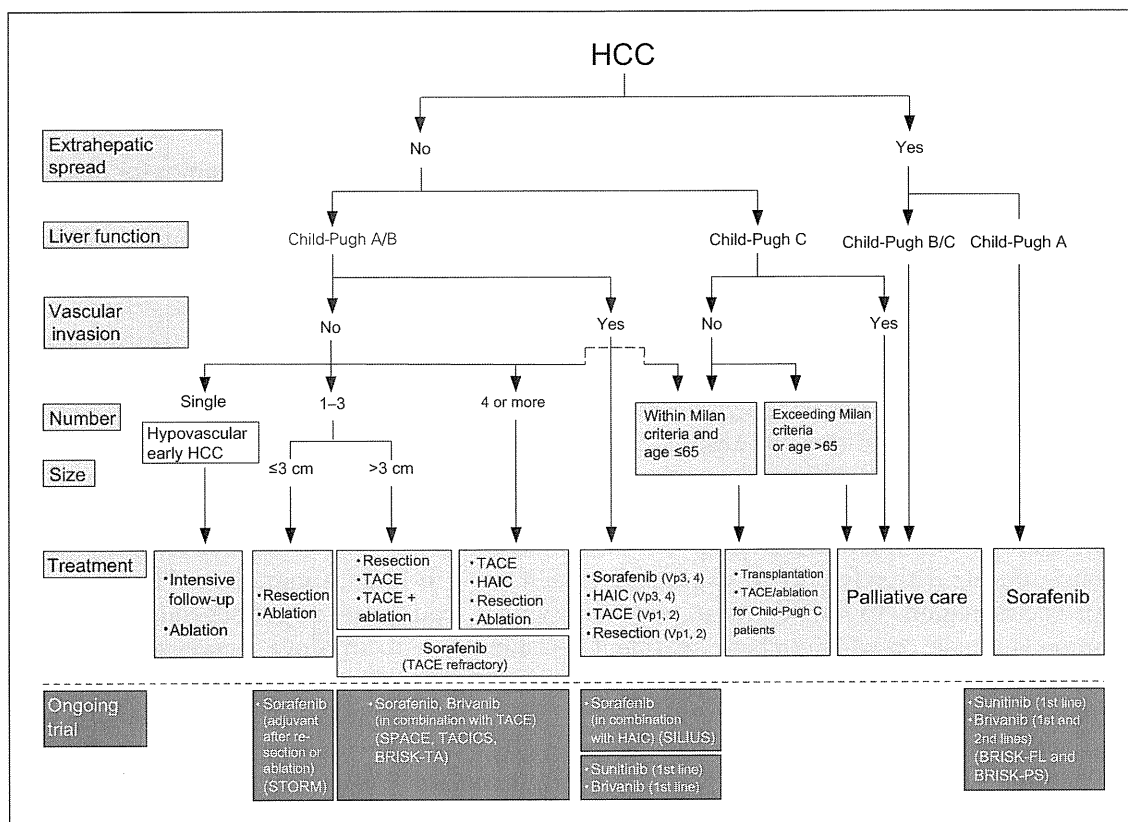 HCC
Extrahepatic
spread
No
Yes
Liver function
Child-Pugh A/B
Child-Pugh C
Child-Pugh B/C
Child-Pugh A
Vascular
invasion
No
Yes
No
Yes
Number
Single
1–3
4 or more
Hypovascular
early HCC
Within Milan
criteria and
age ≤65
Exceeding Milan
criteria
or age >65
Size
≤3 cm
>3 cm
Treatment
•Intensive
follow-up
•Ablation
•Resection
•Ablation
•Resection
•TACE
•TACE +
ablation
•TACE
•HAIC
•Resection
•Ablation
Sorafenib
(TACE refractory)
•Sorafenib (Vp3, 4)
•HAIC (Vp3, 4)
•TACE (Vp1, 2)
•Resection (Vp1, 2)
•Transplantation
•TACE/ablation
for Child-Pugh C
patients
Palliative care
Sorafenib
Ongoing
trial
•Sorafenib
(adjuvant
after re-
section or
ablation)
(STORM)
•Sorafenib, Brivanib
(in combination with TACE)
(SPACE, TACICS,
BRISK-TA)
•Sorafenib
(in combination
with HAIC) (SILIUS)
•Sunitinib (1st line)
•Brivanib (1st line)
•Sunitinib (1st line)
•Brivanib (1st and
2nd lines)
(BRISK-FL and
BRISK-PS)